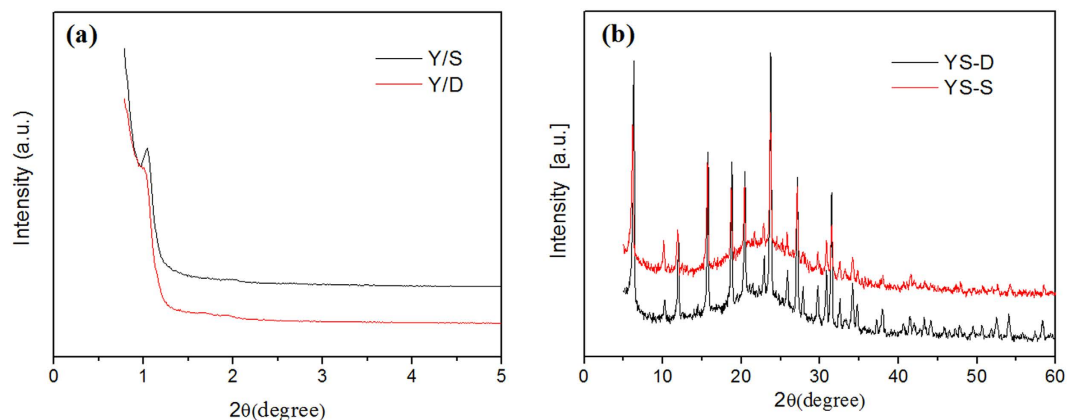 (a)
Y/S
Y/D
Intensity (a.u.)
0 1 2 3 4 5
2θ(degree)
(b)
YS-D
YS-S
Intensity [a.u.]
0 10 20 30 40 50 60
2θ(degree)